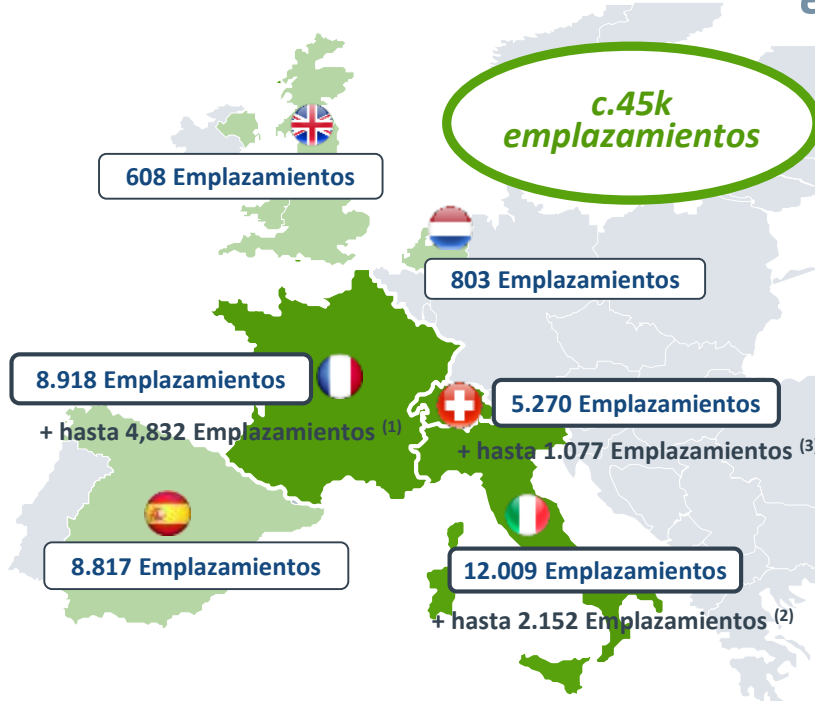 c.45k
emplazamientos
608 Emplazamientos
803 Emplazamientos
8.918 Emplazamientos
+ hasta 4,832 Emplazamientos (1)
5.270 Emplazamientos
+ hasta 1.077 Emplazamientos (3)
8.817 Emplazamientos
12.009 Emplazamientos
+ hasta 2.152 Emplazamientos (2)